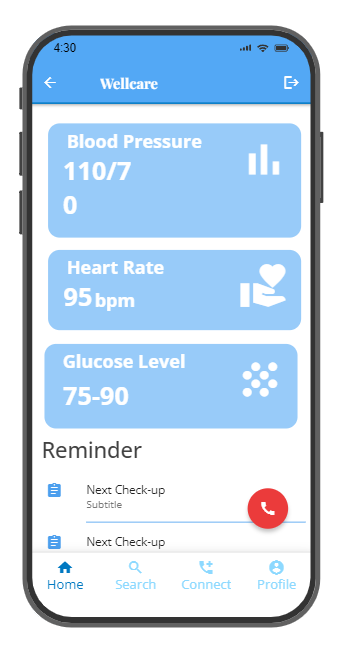 4:30
Wellcare
Blood Pressure
110/7
0
Heart Rate
95 bpm
Glucose Level
75-90
Reminder
Next Check-up
Subtitle
Next Check-up
Home Search Connect Profile